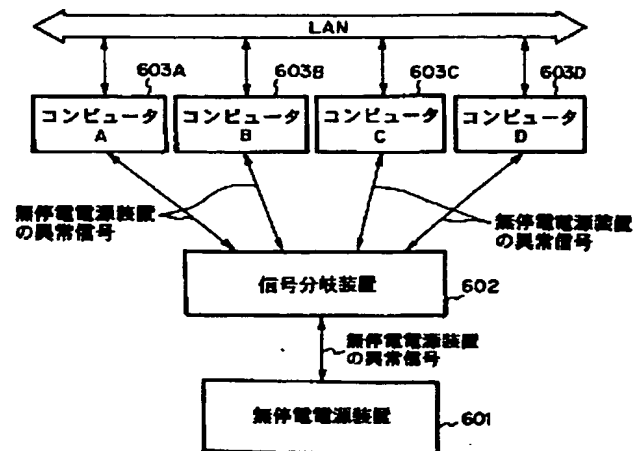 LAN
603A
603B
603C
603D
コンピュータ
A
コンピュータ
B
コンピュータ
C
コンピュータ
D
無停電電源装置
の異常信号
無停電電源装置
の異常信号
信号分岐装置
602
無停電電源装置
の異常信号
無停電電源装置
601